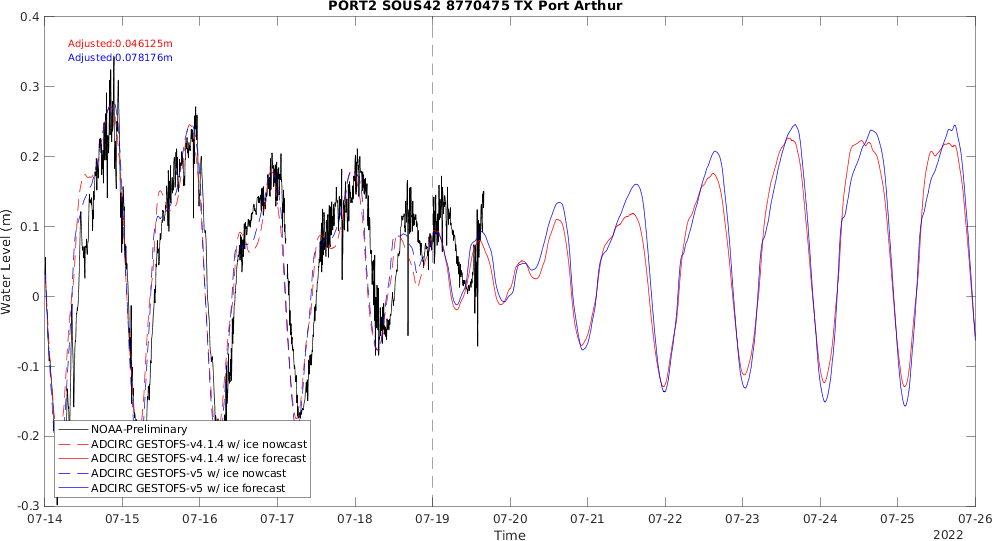 PORT2 SOUS42 8770475 TX Port Arthur
Adjusted:0.046125m
Adjusted:0.078176m
0.4
0.3
0.2
0.1
0
-0.1
-0.2
-0.3
Water Level (m)
NOAA-Preliminary
ADCIRC GESTOFS-v4.1.4 w/ ice nowcast
ADCIRC GESTOFS-v4.1.4 w/ ice forecast
ADCIRC GESTOFS-v5 w/ ice nowcast
ADCIRC GESTOFS-v5 w/ ice forecast
07-14 07-15 07-16 07-17 07-18 07-19 07-20 07-21 07-22 07-23 07-24 07-25 07-26
Time
2022